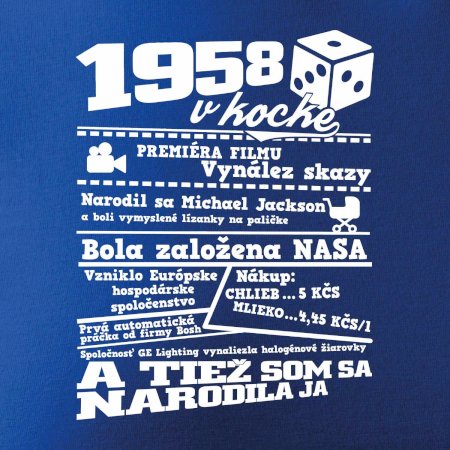 1958
v kocke
PREMIÉRA FILMU
Vynález skazy
Narodil sa Michael Jackson
a boli vymyslené lízanky na paličke
Bola založena NASA
Vzniklo Európske
hospodárske
spoločenstvo
Nákup:
CHLIEB...5 KČS
MLIEKO...4,45 KČS/l
Prvá automatická
práčka od firmy Bosh
Spoločnosť GE Lighting vynaliezla halogénové žiarovky
A TIEŽ SOM SA
NARODILA JA